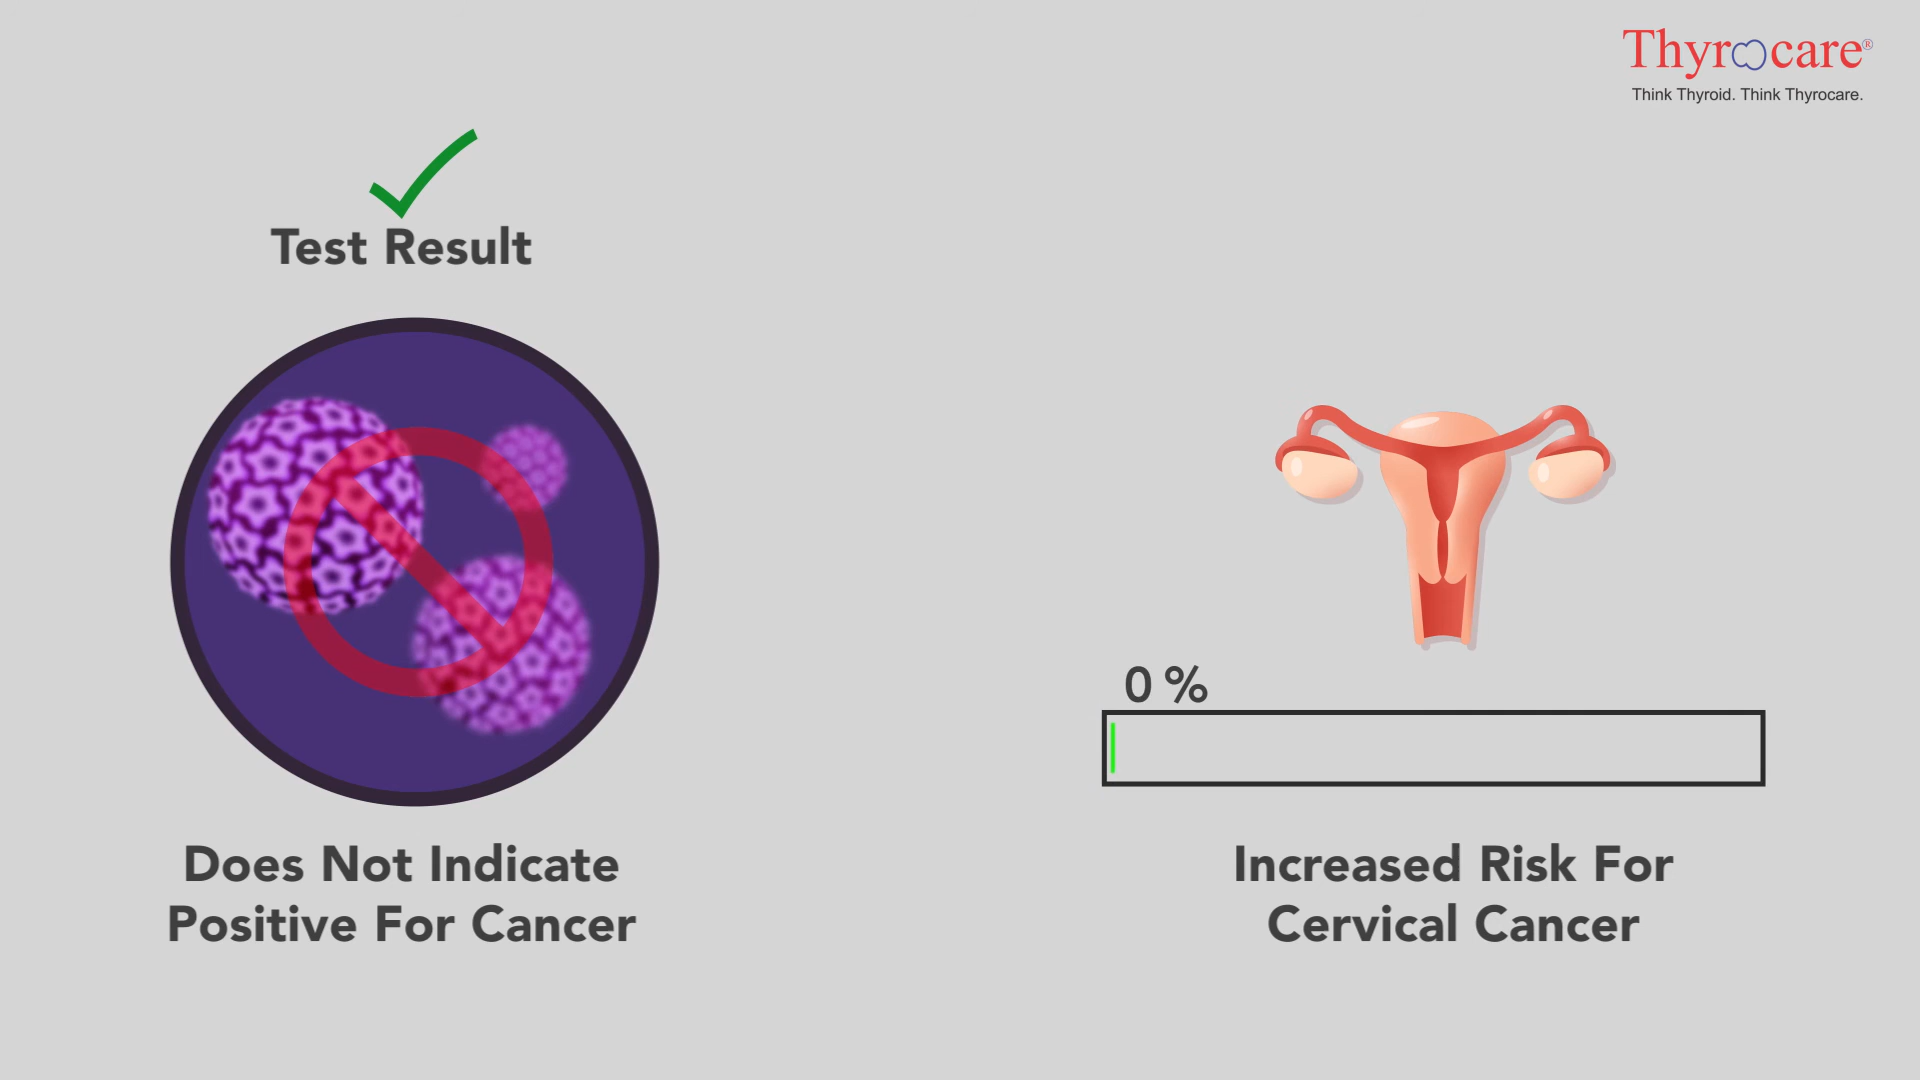 Thyrocare®
Think Thyroid. Think Thyrocare.
Test Result
Does Not Indicate
Positive For Cancer
0 %
Increased Risk For
Cervical Cancer